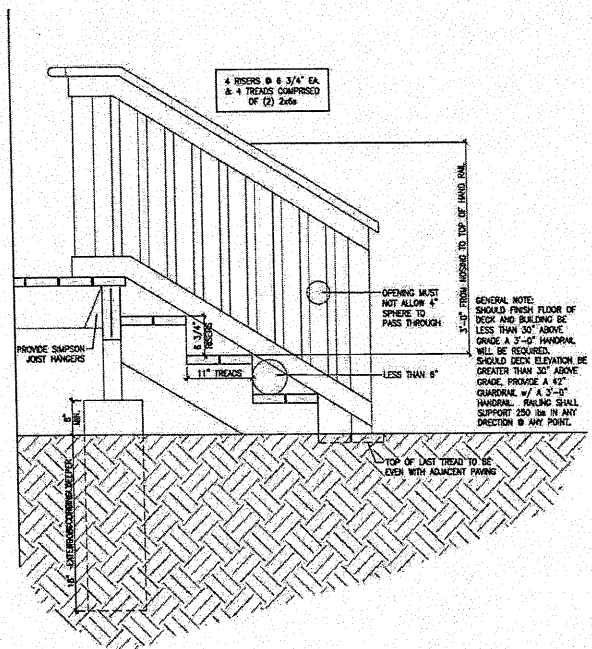 4 RISERS @ 6 3/4" EA.
& 4 TREADS COMPRISED
OF (2) 2x6s
3'-0" FROM NOSING TO TOP OF HAND RAIL
OPENING MUST
NOT ALLOW 4"
SPHERE TO
PASS THROUGH
GENERAL NOTE:
SHOULD FINISH FLOOR OF
DECK AND BUILDING BE
LESS THAN 30" ABOVE
GRADE A 3'-0" HANDRAIL
WILL BE REQUIRED.
SHOULD DECK ELEVATION BE
GREATER THAN 30" ABOVE
GRADE, PROVIDE A 42"
GUARDRAIL w/ A 3'-0"
HANDRAIL. RAILING SHALL
SUPPORT 250 lbs IN ANY
DIRECTION @ ANY POINT.
PROVIDE SIMPSON
JOIST HANGERS
6 3/4"
RISERS
11" TREADS
LESS THAN 6"
8"
MIN.
TOP OF LAST TREAD TO BE
EVEN WITH ADJACENT PAVING
DEEPER